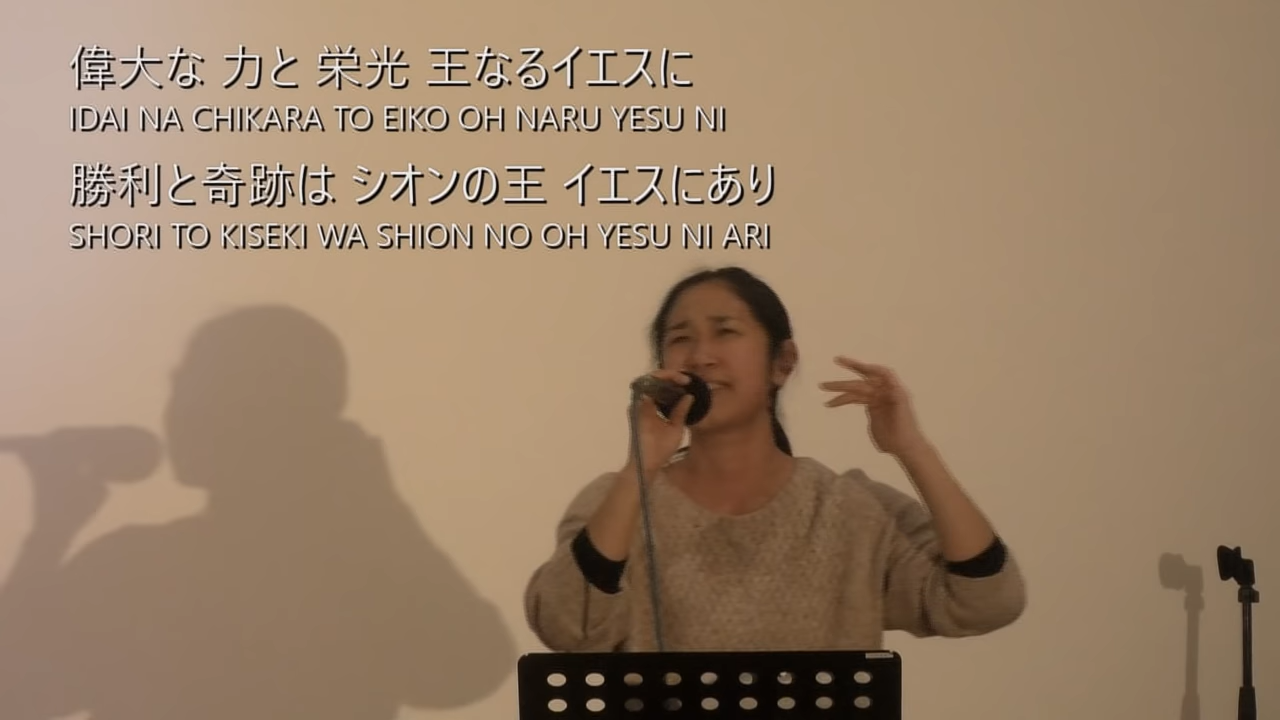 偉大な 力と 栄光 王なるイエスに
IDAI NA CHIKARA TO EIKO OH NARU YESU NI
勝利と奇跡は シオンの王 イエスにあり
SHORI TO KISEKI WA SHION NO OH YESU NI ARI